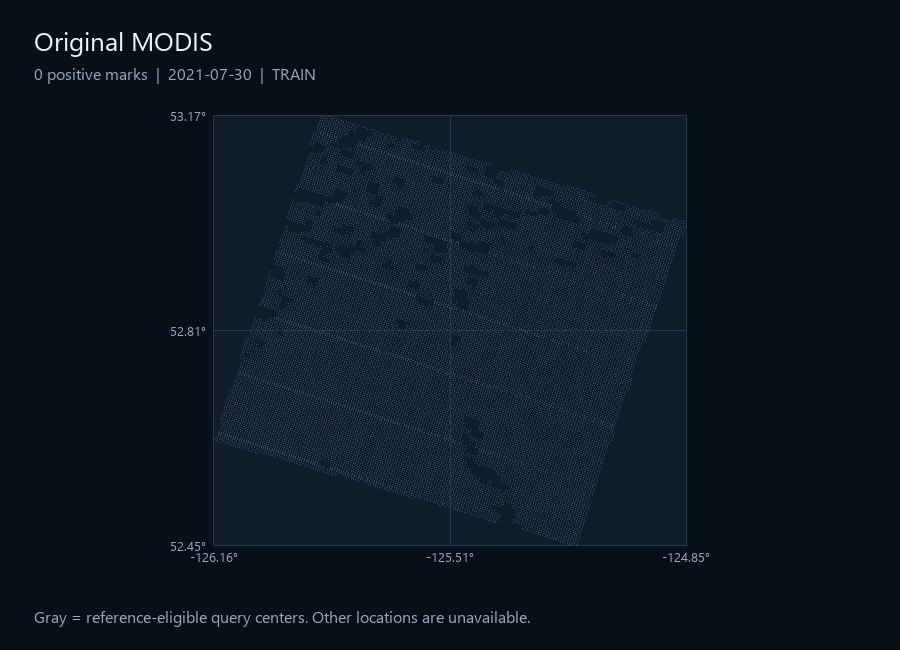 Original MODIS
0 positive marks | 2021-07-30 | TRAIN
53.17°
52.81°
52.45°
-126.16° -125.51° -124.85°
Gray = reference-eligible query centers. Other locations are unavailable.